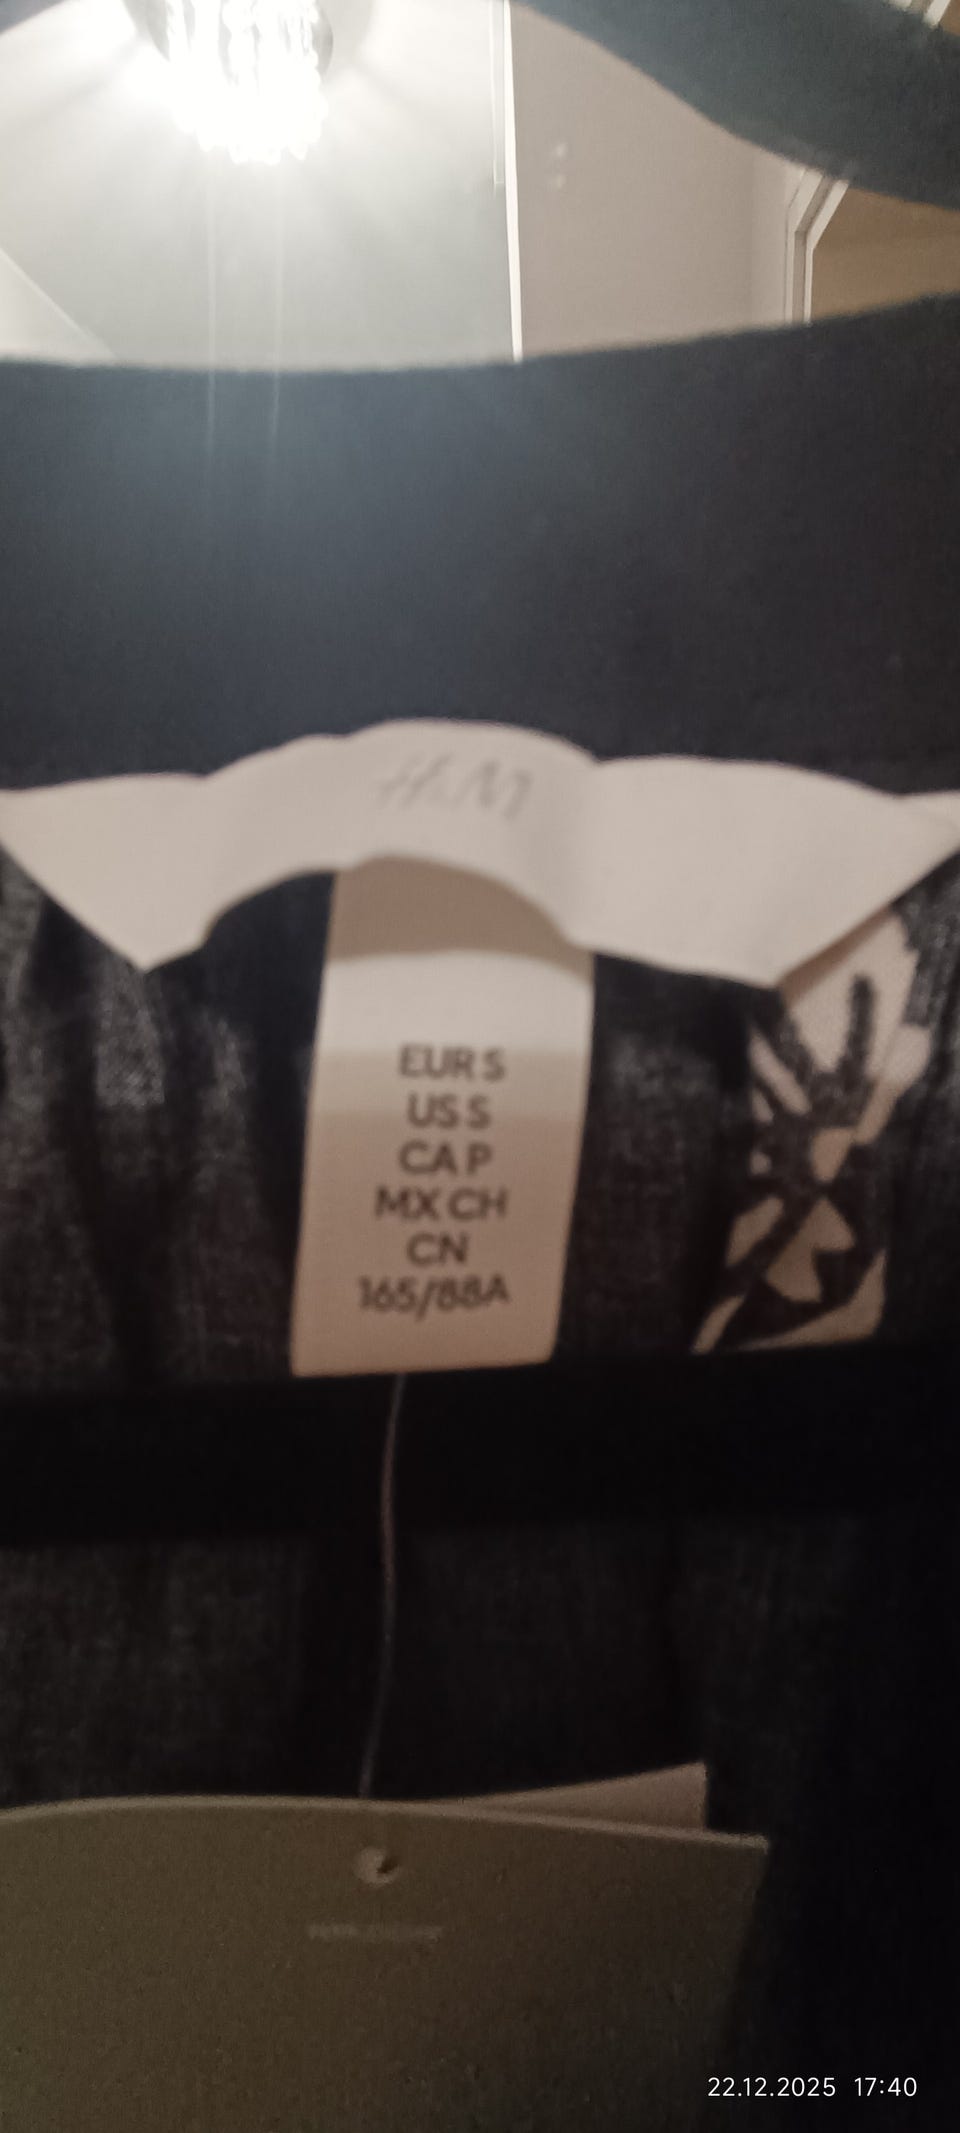 H&M
EUR S
US S
CA P
MX CH
CN
165/88A
22.12.2025 17:40